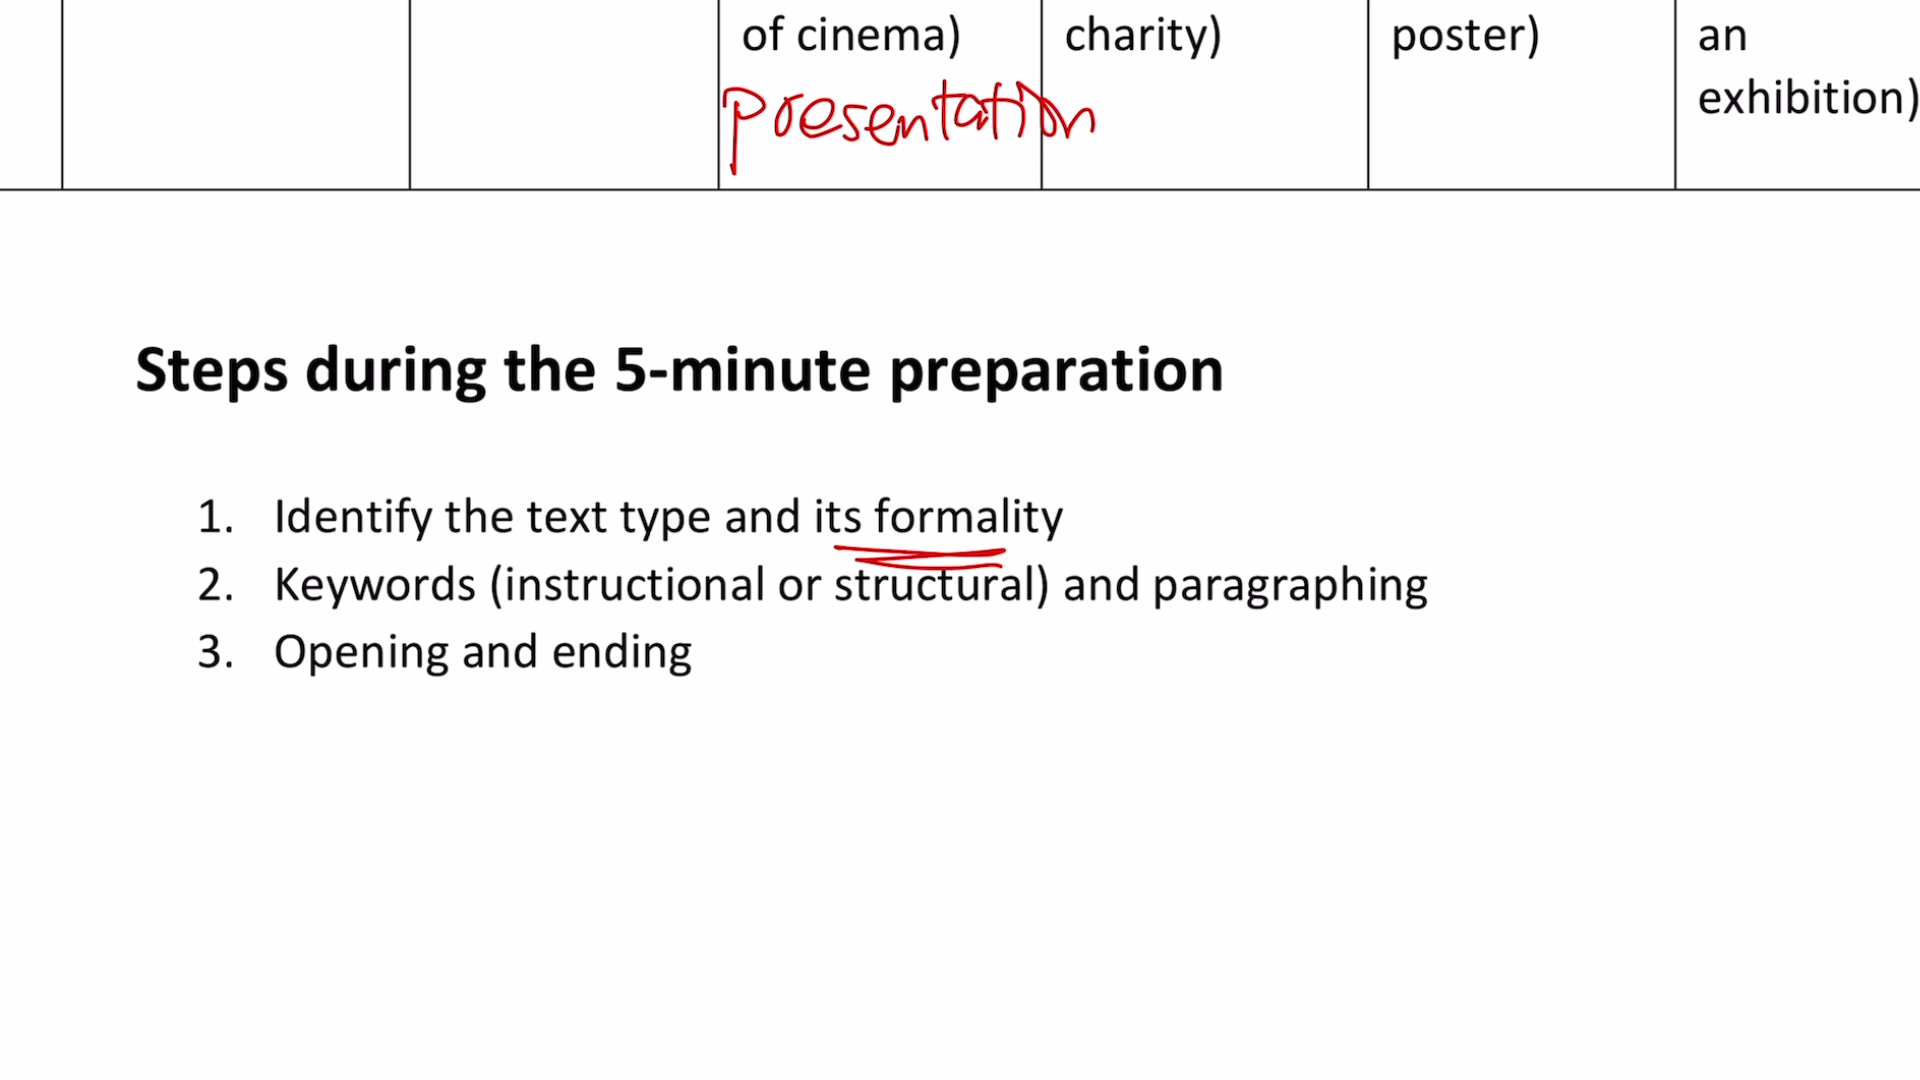 of cinema) charity) poster) an
exhibition)
presentation
Steps during the 5-minute preparation
1. Identify the text type and its formality
2. Keywords (instructional or structural) and paragraphing
3. Opening and ending